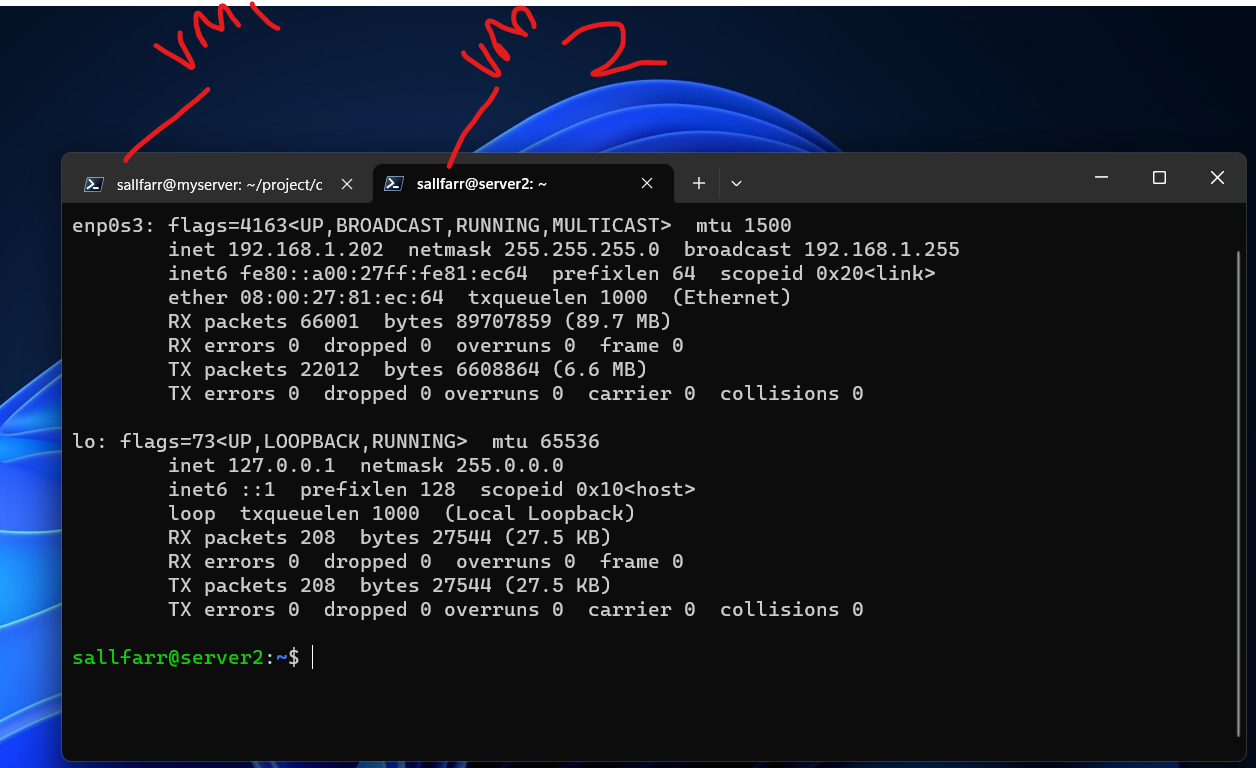 VM1
VM 2
sallfarr@myserver: ~/project/c
sallfarr@server2: ~
enp0s3: flags=4163<UP,BROADCAST,RUNNING,MULTICAST>  mtu 1500
        inet 192.168.1.202  netmask 255.255.255.0  broadcast 192.168.1.255
        inet6 fe80::a00:27ff:fe81:ec64  prefixlen 64  scopeid 0x20<link>
        ether 08:00:27:81:ec:64  txqueuelen 1000  (Ethernet)
        RX packets 66001  bytes 89707859 (89.7 MB)
        RX errors 0  dropped 0  overruns 0  frame 0
        TX packets 22012  bytes 6608864 (6.6 MB)
        TX errors 0  dropped 0 overruns 0  carrier 0  collisions 0
lo: flags=73<UP,LOOPBACK,RUNNING>  mtu 65536
        inet 127.0.0.1  netmask 255.0.0.0
        inet6 ::1  prefixlen 128  scopeid 0x10<host>
        loop  txqueuelen 1000  (Local Loopback)
        RX packets 208  bytes 27544 (27.5 KB)
        RX errors 0  dropped 0  overruns 0  frame 0
        TX packets 208  bytes 27544 (27.5 KB)
        TX errors 0  dropped 0 overruns 0  carrier 0  collisions 0
sallfarr@server2:~$